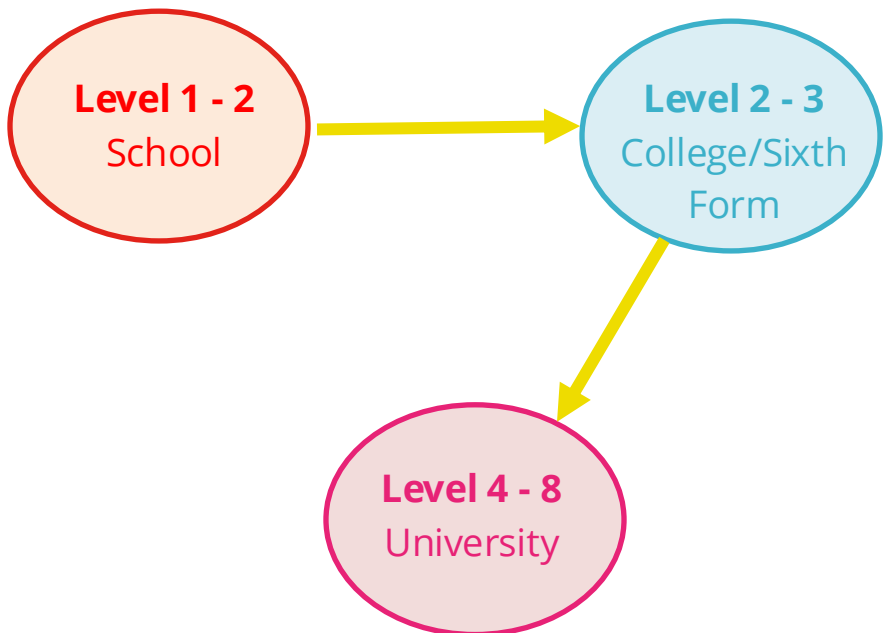 Level 1 - 2
School
Level 2 - 3
College/Sixth
Form
Level 4 - 8
University